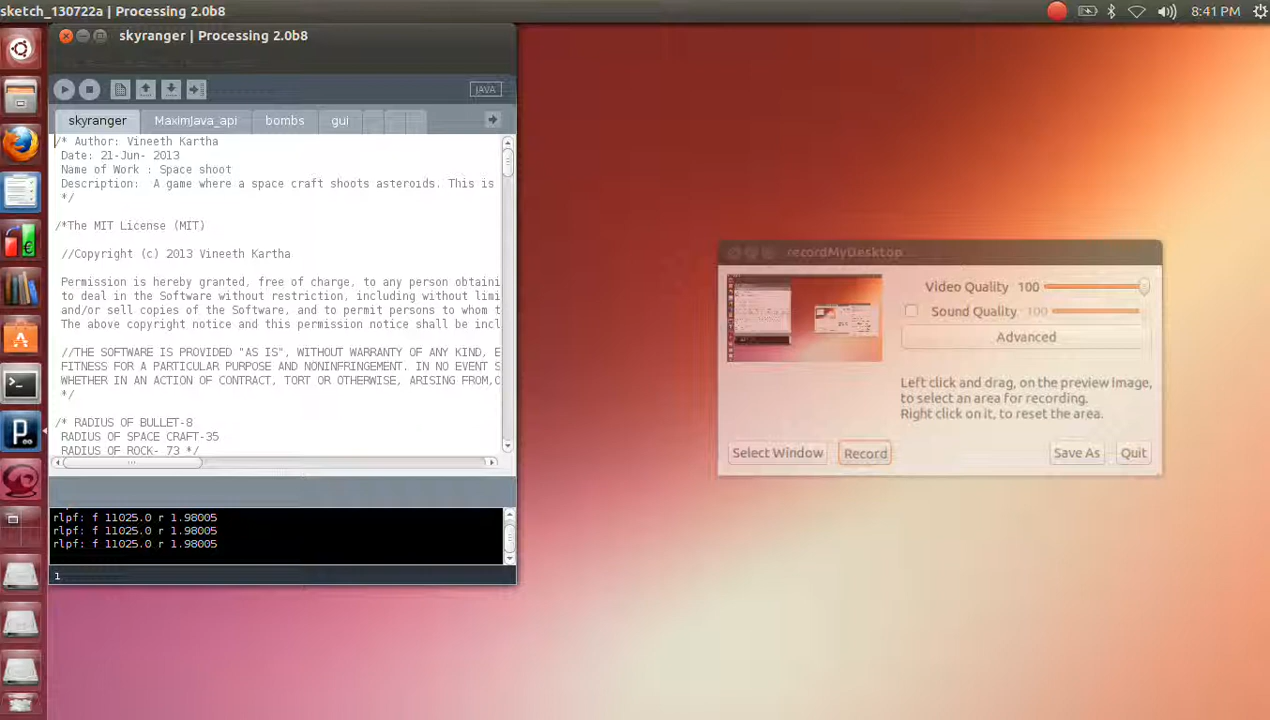 sketch_130722a | Processing 2.0b8
8:41 PM
skyranger | Processing 2.0b8
JAVA
skyranger MaximJava_api bombs gui
/* Author: Vineeth Kartha
Date: 21-Jun- 2013
Name of Work : Space shoot
Description: A game where a space craft shoots asteroids. This is
*/
/*The MIT License (MIT)
//Copyright (c) 2013 Vineeth Kartha
Permission is hereby granted, free of charge, to any person obtaini
to deal in the Software without restriction, including without limi
and/or sell copies of the Software, and to permit persons to whom t
The above copyright notice and this permission notice shall be incl
//THE SOFTWARE IS PROVIDED "AS IS", WITHOUT WARRANTY OF ANY KIND, E
FITNESS FOR A PARTICULAR PURPOSE AND NONINFRINGEMENT. IN NO EVENT S
WHETHER IN AN ACTION OF CONTRACT, TORT OR OTHERWISE, ARISING FROM,O
*/
/* RADIUS OF BULLET-8
RADIUS OF SPACE CRAFT-35
RADIUS OF ROCK- 73 */
rlpf: f 11025.0 r 1.98005
rlpf: f 11025.0 r 1.98005
rlpf: f 11025.0 r 1.98005
1
recordMyDesktop
Video Quality 100
Sound Quality 100
Advanced
Left click and drag, on the preview image,
to select an area for recording.
Right click on it, to reset the area.
Select Window Record Save As Quit